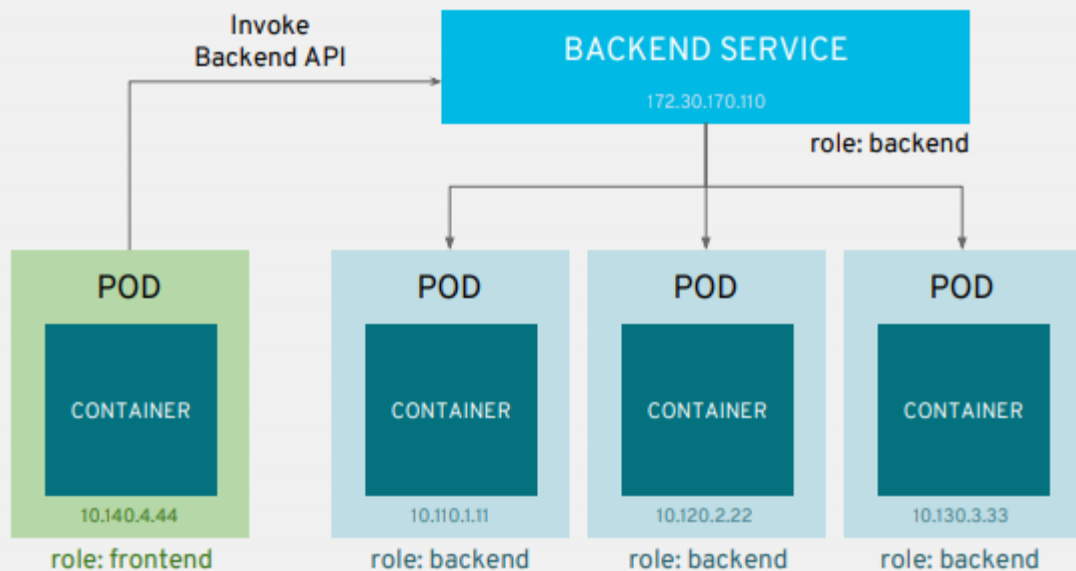 Invoke
Backend API
BACKEND SERVICE
172.30.170.110
role: backend
POD
CONTAINER
10.140.4.44
role: frontend
POD
CONTAINER
10.110.1.11
role: backend
POD
CONTAINER
10.120.2.22
role: backend
POD
CONTAINER
10.130.3.33
role: backend